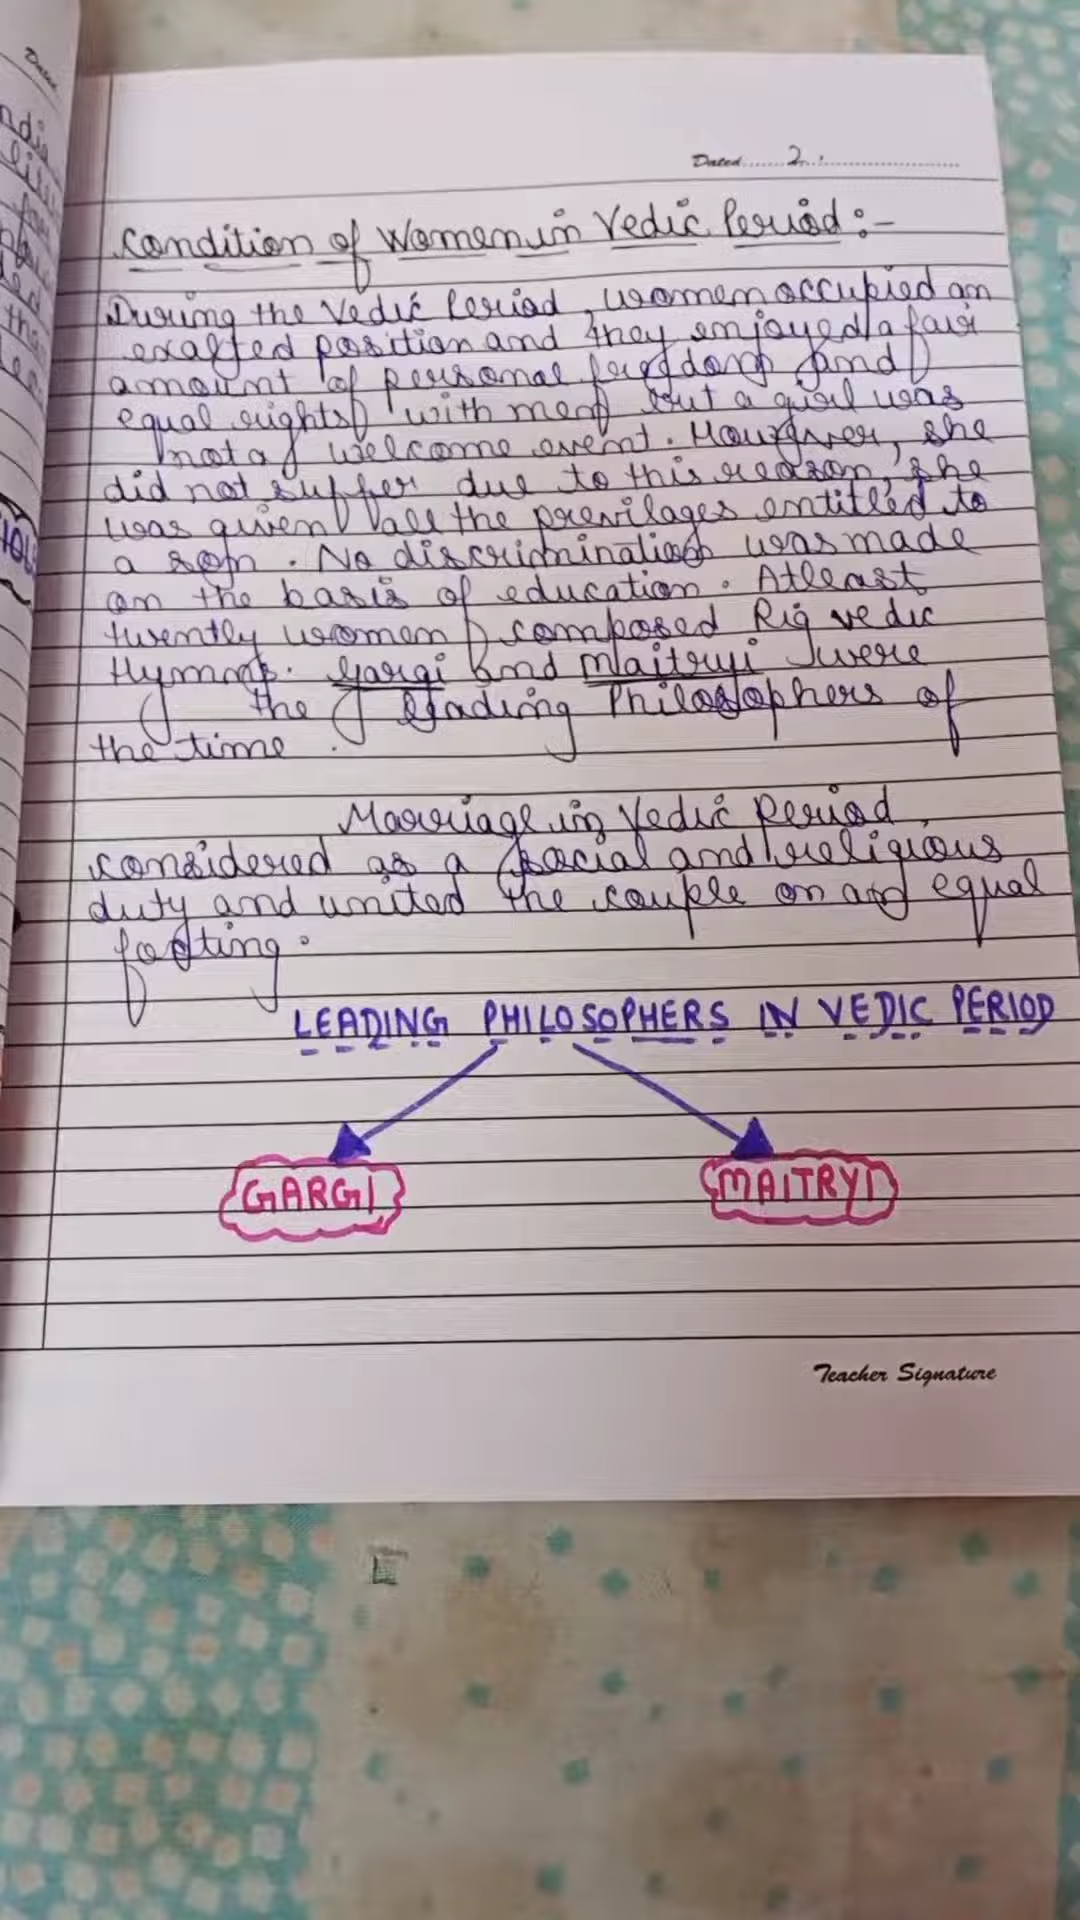 Dated....... 2 ...............................
Condition of Women in Vedic Period :-
During the Vedic Period, women occupied an
exalted position and they enjoyed a fair
amount of personal freedom and
equal rights with men but a girl was
not a welcome event. However, she
did not suffer due to this reason, she
was given all the previlages entitled to
a son. No discrimination was made
on the basis of education. Atleast
twently women composed Rig vedic
Hymns. Gargi and Maitryi were
the leading Philosophers of
the time.
Marriage in Vedic Period
considered as a social and religious
duty and united the couple on an equal
footing.
LEADING PHILOSOPHERS IN VEDIC PERIOD
GARGI MAITRYI
Teacher Signature